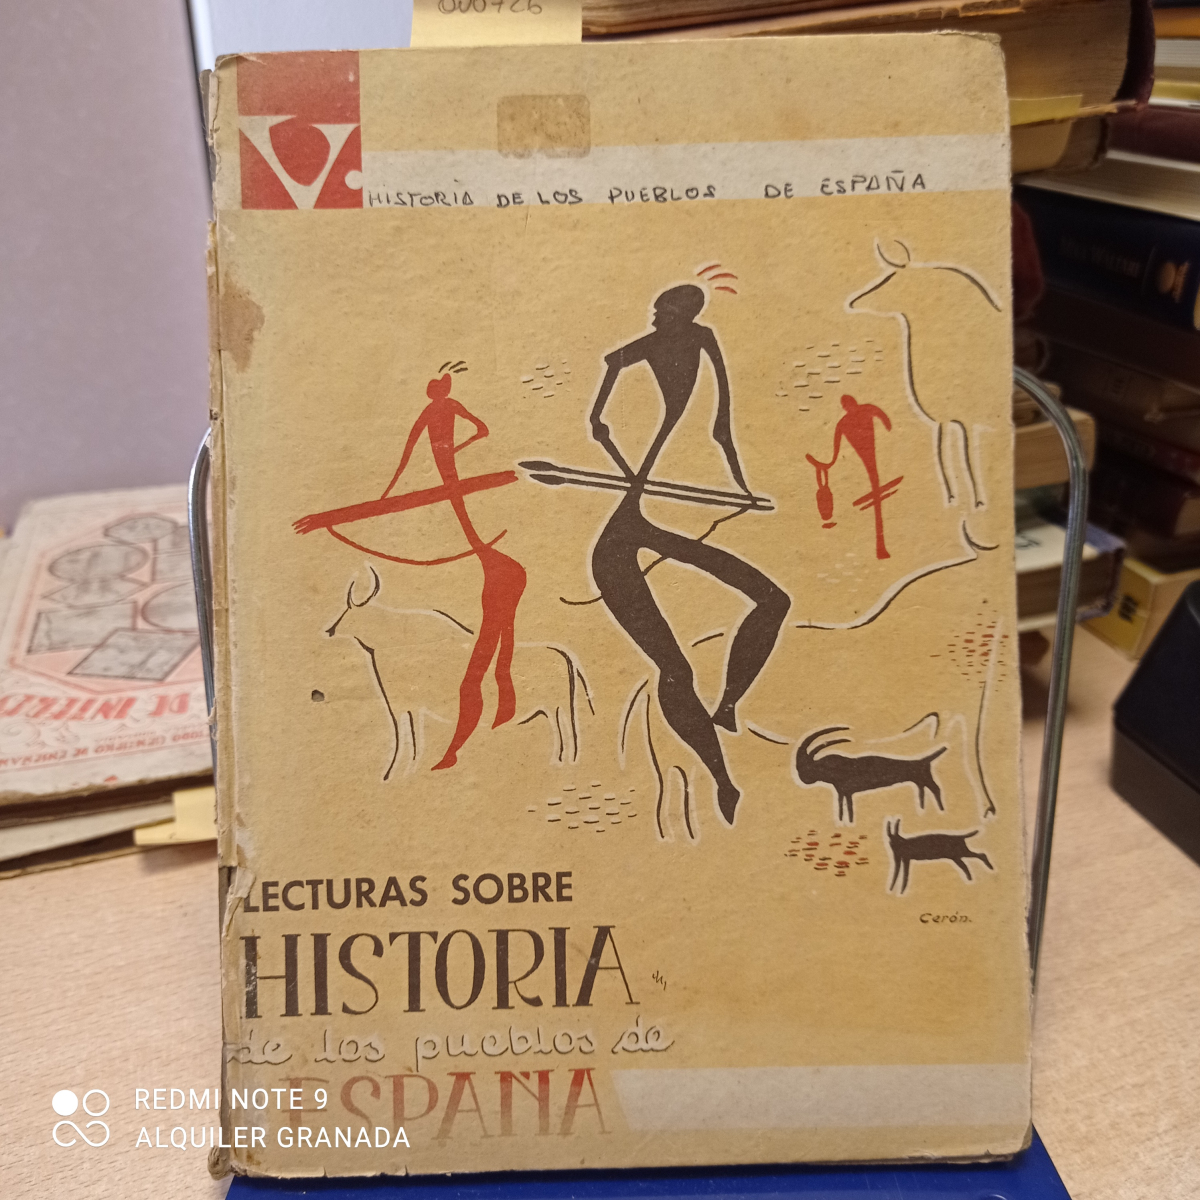 000726
V.
HISTORIA DE LOS PUEBLOS DE ESPAÑA
Cerón.
LECTURAS SOBRE
HISTORIA
de los pueblos de
ESPAÑA
REDMI NOTE 9
ALQUILER GRANADA